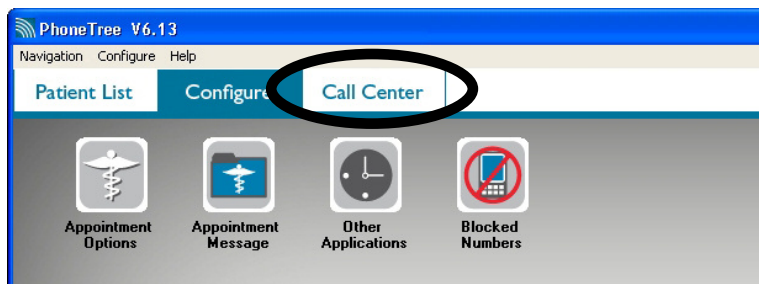 PhoneTree V6.13
Navigation Configure Help
Patient List Configure Call Center
Appointment Options
Appointment Message
Other Applications
Blocked Numbers